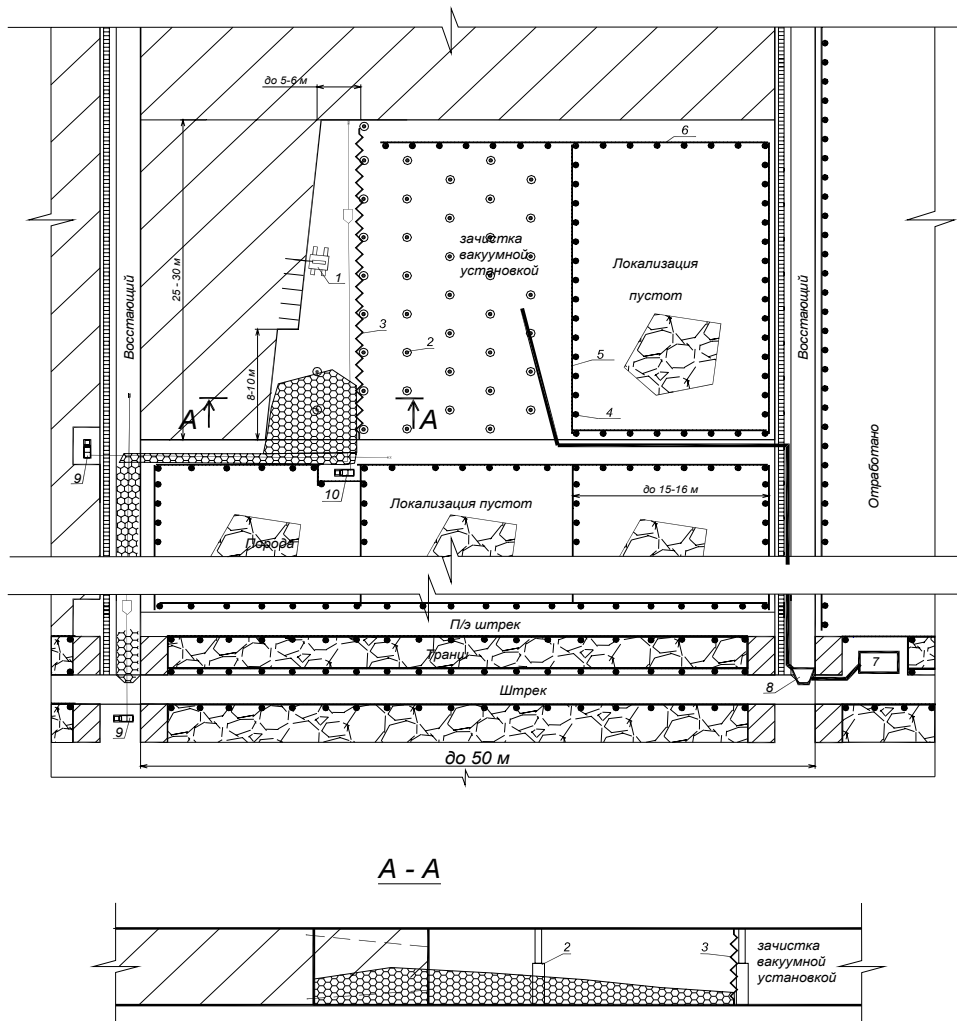 до 5-6 м
6
25 - 30 м
Восстающий
1
3
2
зачистка
вакуумной
установкой
Локализация
пустот
5
4
Восстающий
8-10 м
А
А
9
10
Локализация пустот
до 15-16 м
Порода
Отработано
П/э штрек
Транш
7
8
Штрек
9
до 50 м
А - А
2
3
зачистка
вакуумной
установкой